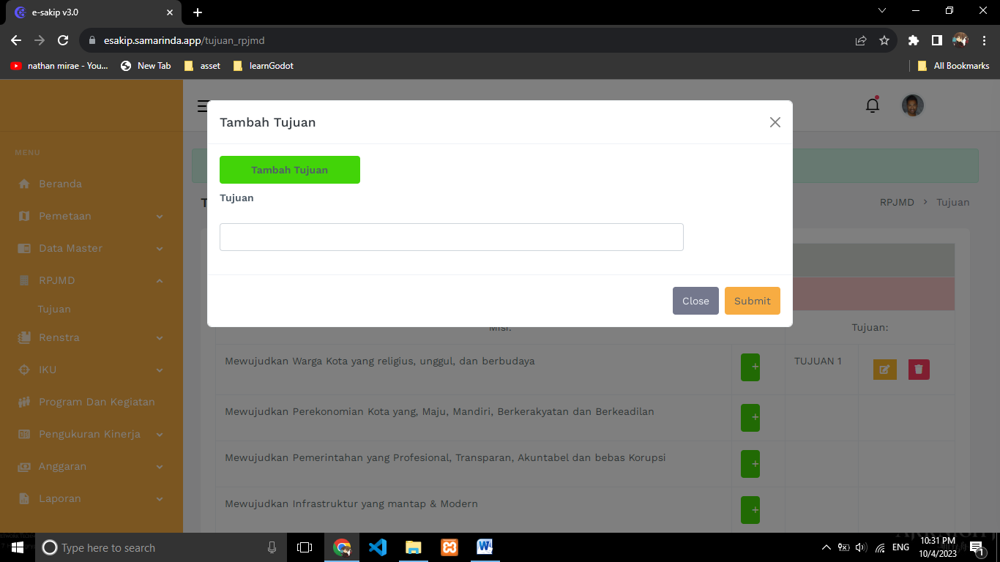 e-sakip v3.0
esakip.samarinda.app/tujuan_rpjmd
nathan mirae - You...
New Tab
asset
learnGodot
All Bookmarks
Tambah Tujuan
MENU
Tambah Tujuan
Beranda
Tujuan
RPJMD > Tujuan
Pemetaan
Data Master
RPJMD
Close
Submit
Tujuan
Misi:
Tujuan:
Renstra
Mewujudkan Warga Kota yang religius, unggul, dan berbudaya
+
TUJUAN 1
IKU
Program Dan Kegiatan
Mewujudkan Perekonomian Kota yang, Maju, Mandiri, Berkerakyatan dan Berkeadilan
+
Pengukuran Kinerja
Mewujudkan Pemerintahan yang Profesional, Transparan, Akuntabel dan bebas Korupsi
+
Anggaran
Laporan
Mewujudkan Infrastruktur yang mantap & Modern
+
Type here to search
ENG
10:31 PM
10/4/2023
1